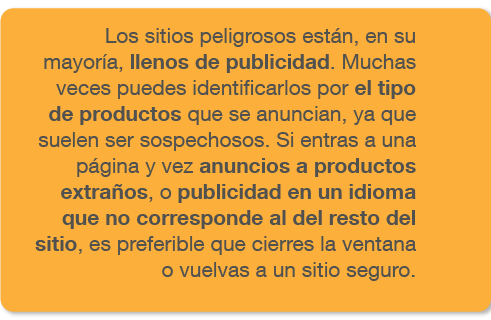 Los sitios peligrosos están, en su
mayoría, llenos de publicidad. Muchas
veces puedes identificarlos por el tipo
de productos que se anuncian, ya que
suelen ser sospechosos. Si entras a una
página y vez anuncios a productos
extraños, o publicidad en un idioma
que no corresponde al del resto del
sitio, es preferible que cierres la ventana
o vuelvas a un sitio seguro.